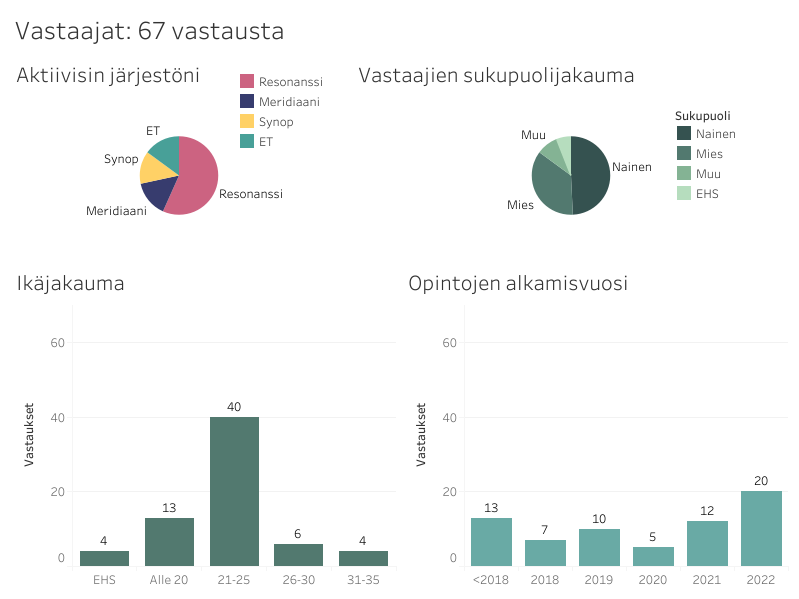 Vastaajat: 67 vastausta
Aktiivisin järjestöni
Resonanssi
Meridiaani
Synop
ET
ET
Synop
Meridiaani
Resonanssi
Vastaajien sukupuolijakauma
Sukupuoli
Nainen
Mies
Muu
EHS
Muu
Nainen
Mies
Ikäjakauma
Vastaukset
60
40
20
0
4
13
40
6
4
EHS
Alle 20
21-25
26-30
31-35
Opintojen alkamisvuosi
Vastaukset
60
40
20
0
13
7
10
5
12
20
<2018
2018
2019
2020
2021
2022